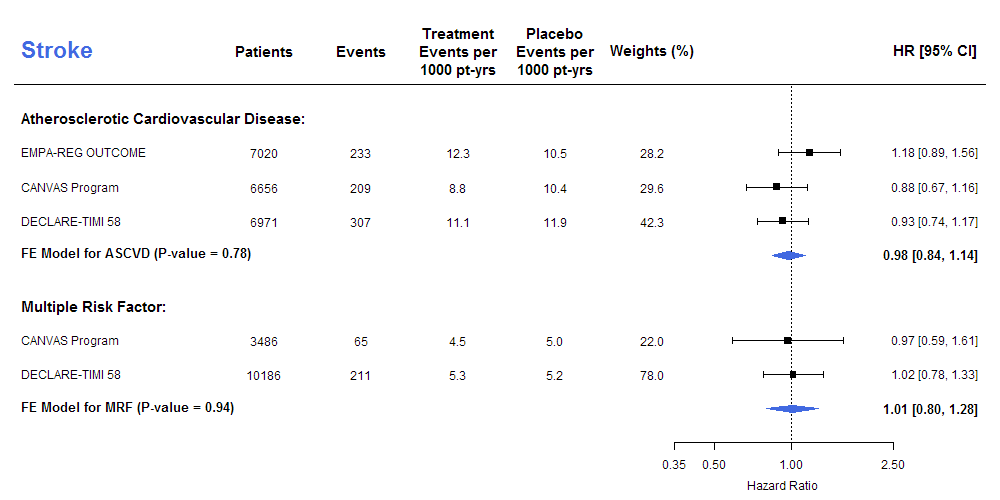 Stroke Patients Events Treatment Events per 1000 pt-yrs Placebo Events per 1000 pt-yrs Weights (%) HR [95% CI]
Atherosclerotic Cardiovascular Disease:
EMPA-REG OUTCOME 7020 233 12.3 10.5 28.2 1.18 [0.89, 1.56]
CANVAS Program 6656 209 8.8 10.4 29.6 0.88 [0.67, 1.16]
DECLARE-TIMI 58 6971 307 11.1 11.9 42.3 0.93 [0.74, 1.17]
FE Model for ASCVD (P-value = 0.78) 0.98 [0.84, 1.14]
Multiple Risk Factor:
CANVAS Program 3486 65 4.5 5.0 22.0 0.97 [0.59, 1.61]
DECLARE-TIMI 58 10186 211 5.3 5.2 78.0 1.02 [0.78, 1.33]
FE Model for MRF (P-value = 0.94) 1.01 [0.80, 1.28]
0.35 0.50 1.00 2.50
Hazard Ratio